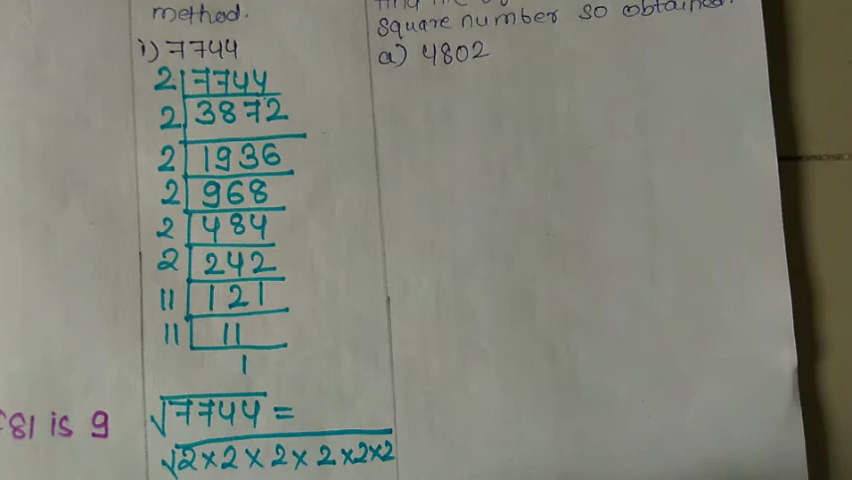 method.
i) 7744
2 | 7744
2 | 3872
2 | 1936
2 | 968
2 | 484
2 | 242
11 | 121
11 | 11
1
√7744 =
√2×2×2×2×2×2
square number so obtained.
a) 4802
81 is 9